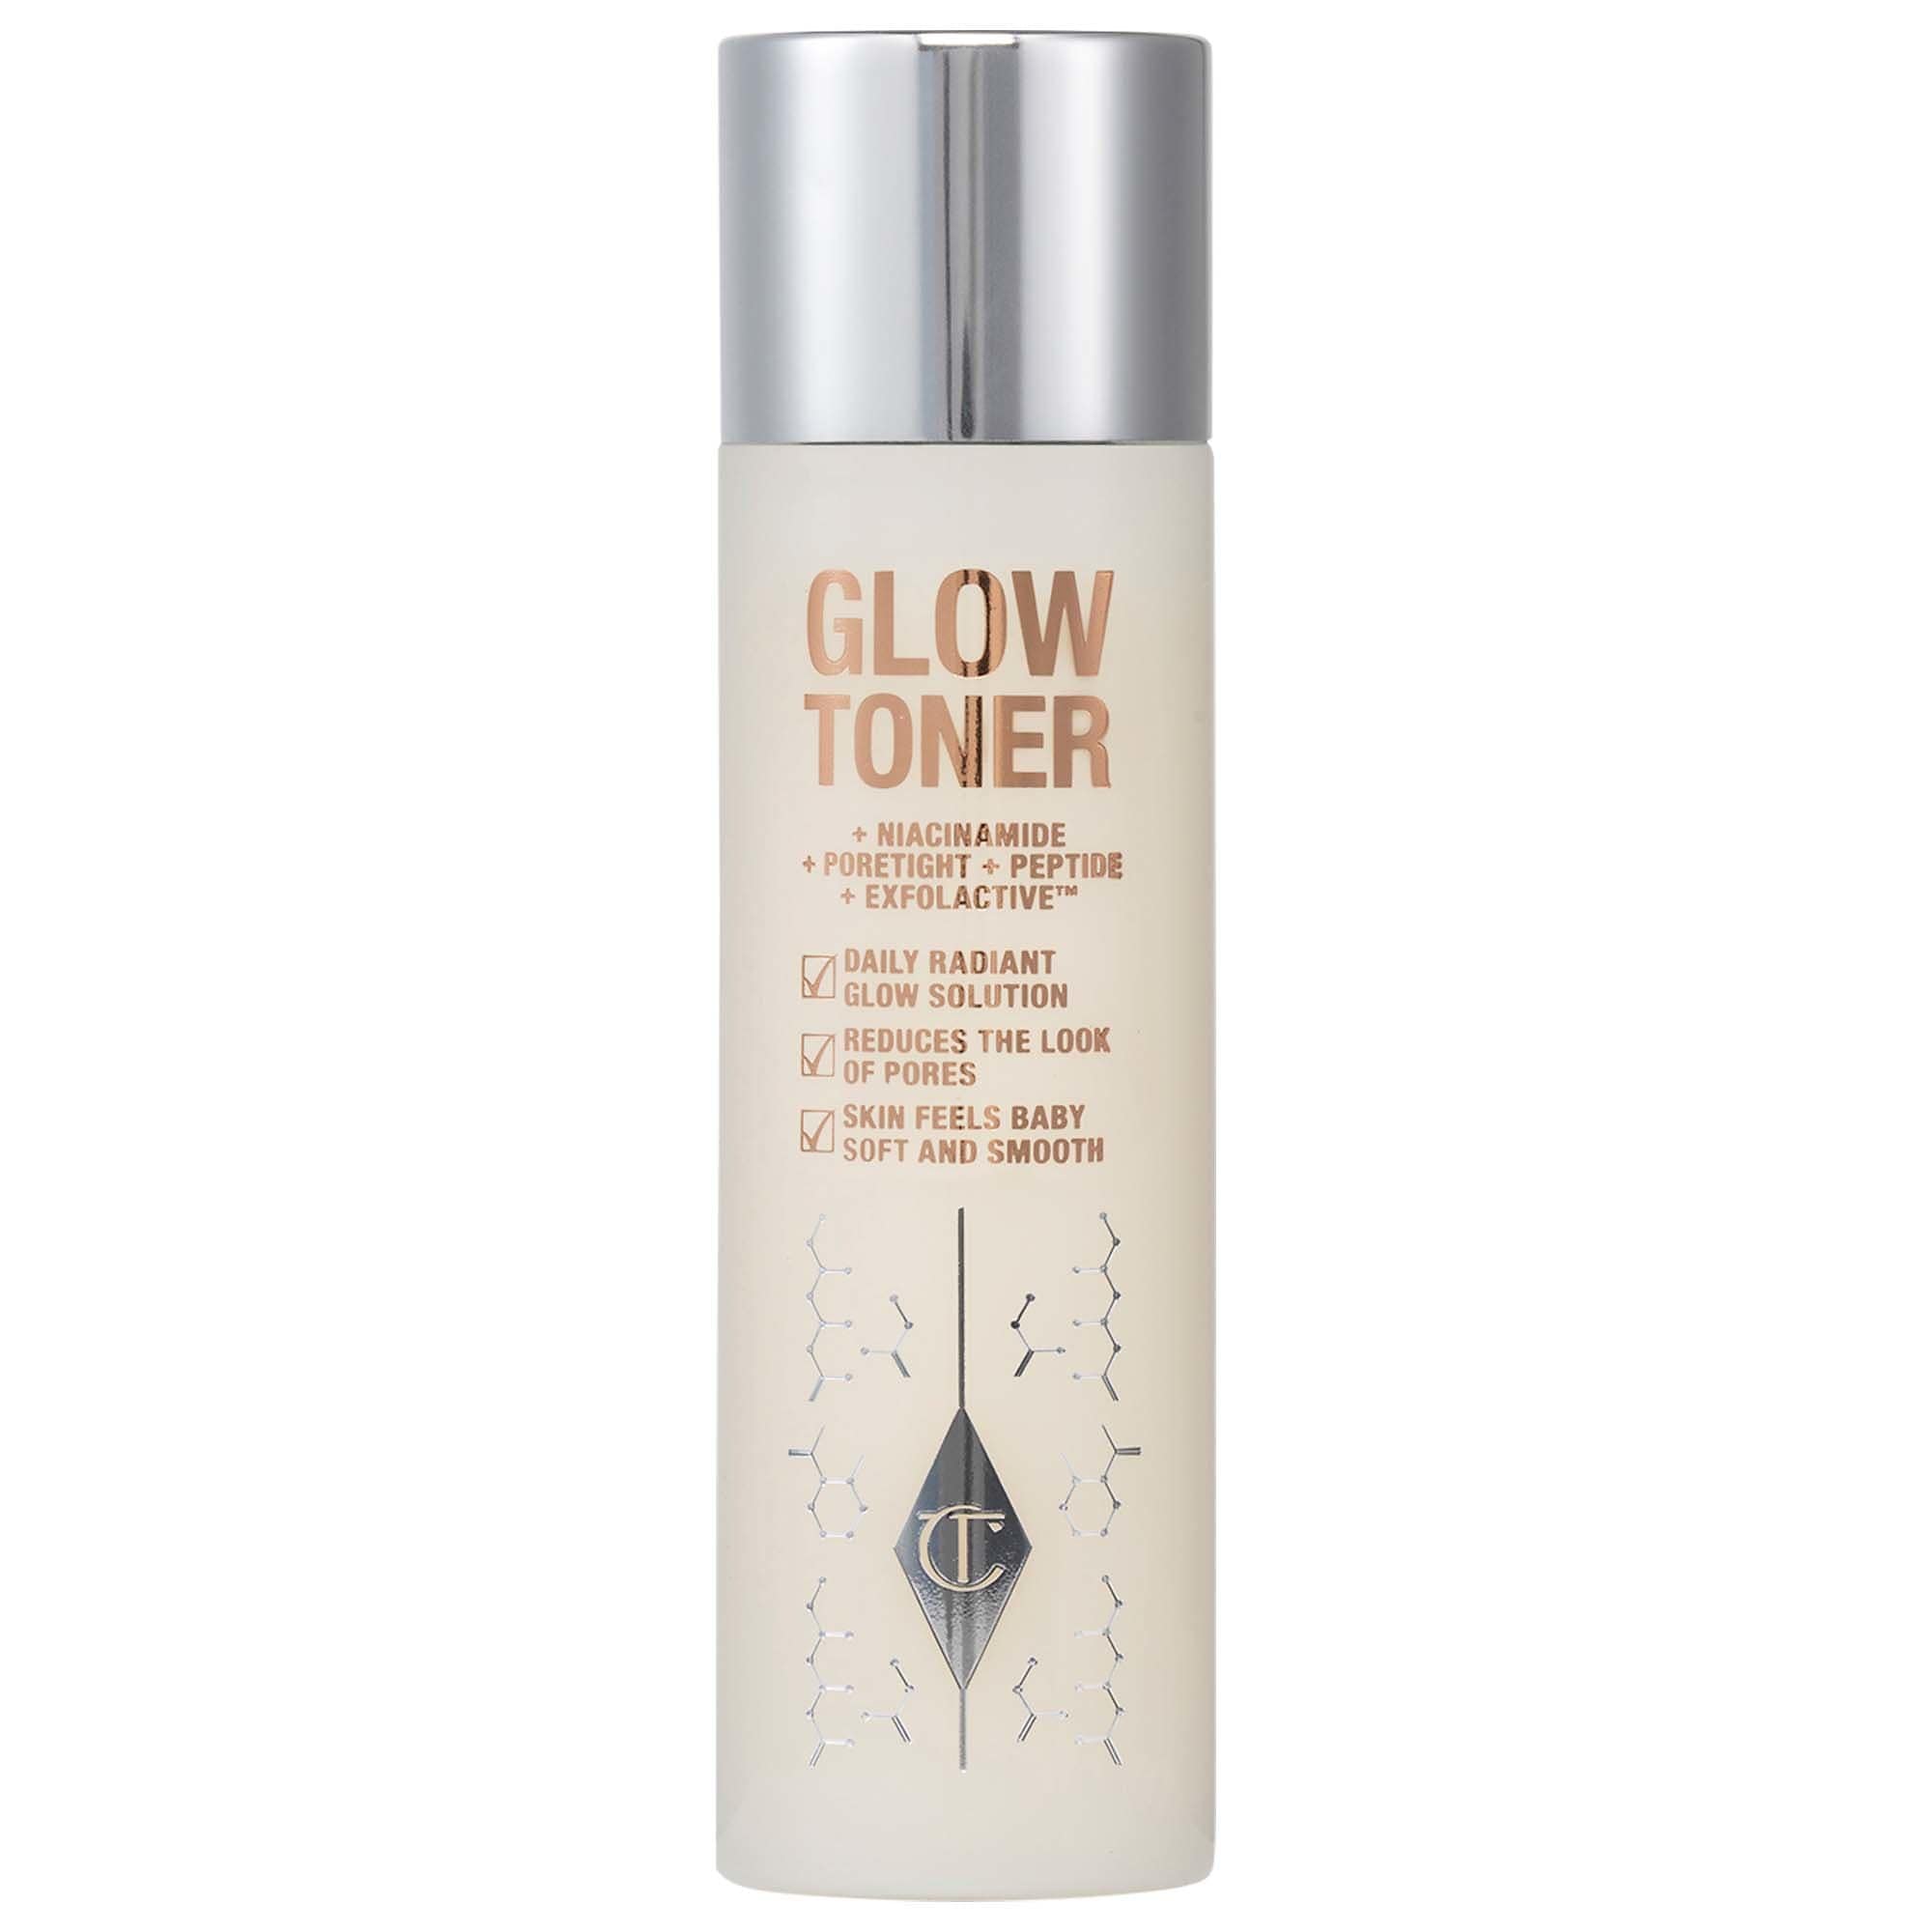 GLOW
TONER
+ NIACINAMIDE
+ PORETIGHT + PEPTIDE
+ EXFOLACTIVE™
DAILY RADIANT
GLOW SOLUTION
REDUCES THE LOOK
OF PORES
SKIN FEELS BABY
SOFT AND SMOOTH
CT